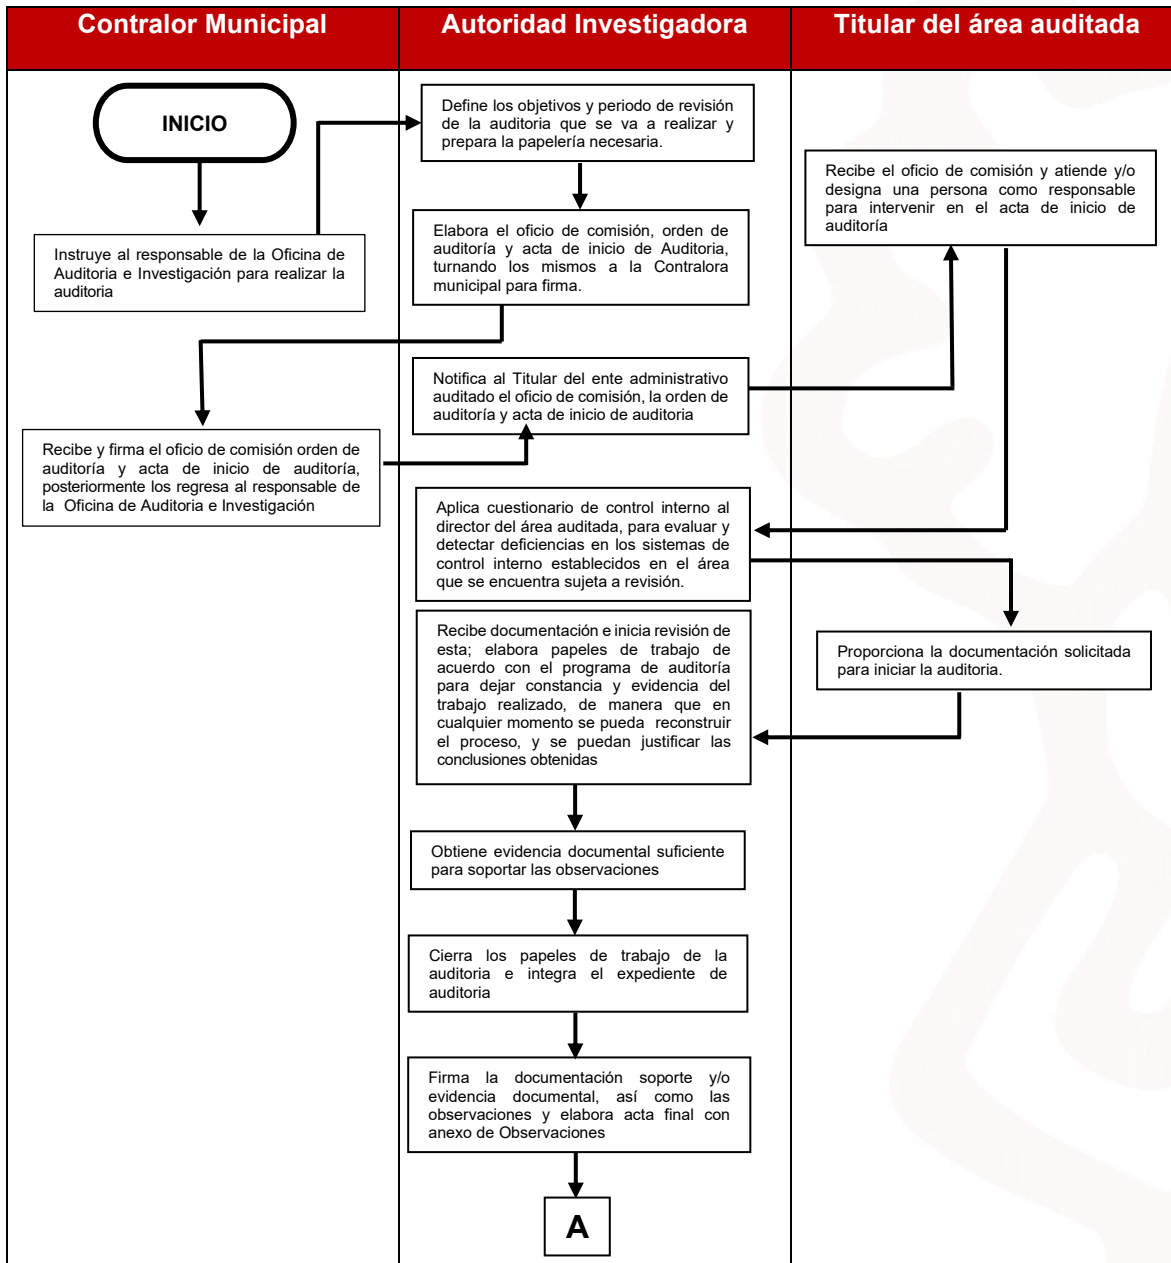 Contralor Municipal
Autoridad Investigadora
Titular del área auditada
INICIO
Instruye al responsable de la Oficina de
Auditoria e Investigación para realizar la
auditoria
Define los objetivos y periodo de revisión
de la auditoria que se va a realizar y
prepara la papelería necesaria.
Elabora el oficio de comisión, orden de
auditoría y acta de inicio de Auditoria,
turnando los mismos a la Contralora
municipal para firma.
Recibe y firma el oficio de comisión orden de
auditoría y acta de inicio de auditoría,
posteriormente los regresa al responsable de
la Oficina de Auditoria e Investigación
Notifica al Titular del ente administrativo
auditado el oficio de comisión, la orden de
auditoría y acta de inicio de auditoria
Recibe el oficio de comisión y atiende y/o
designa una persona como responsable
para intervenir en el acta de inicio de
auditoría
Aplica cuestionario de control interno al
director del área auditada, para evaluar y
detectar deficiencias en los sistemas de
control interno establecidos en el área
que se encuentra sujeta a revisión.
Proporciona la documentación solicitada
para iniciar la auditoria.
Recibe documentación e inicia revisión de
esta; elabora papeles de trabajo de
acuerdo con el programa de auditoría
para dejar constancia y evidencia del
trabajo realizado, de manera que en
cualquier momento se pueda reconstruir
el proceso, y se puedan justificar las
conclusiones obtenidas
Obtiene evidencia documental suficiente
para soportar las observaciones
Cierra los papeles de trabajo de la
auditoria e integra el expediente de
auditoria
Firma la documentación soporte y/o
evidencia documental, así como las
observaciones y elabora acta final con
anexo de Observaciones
A